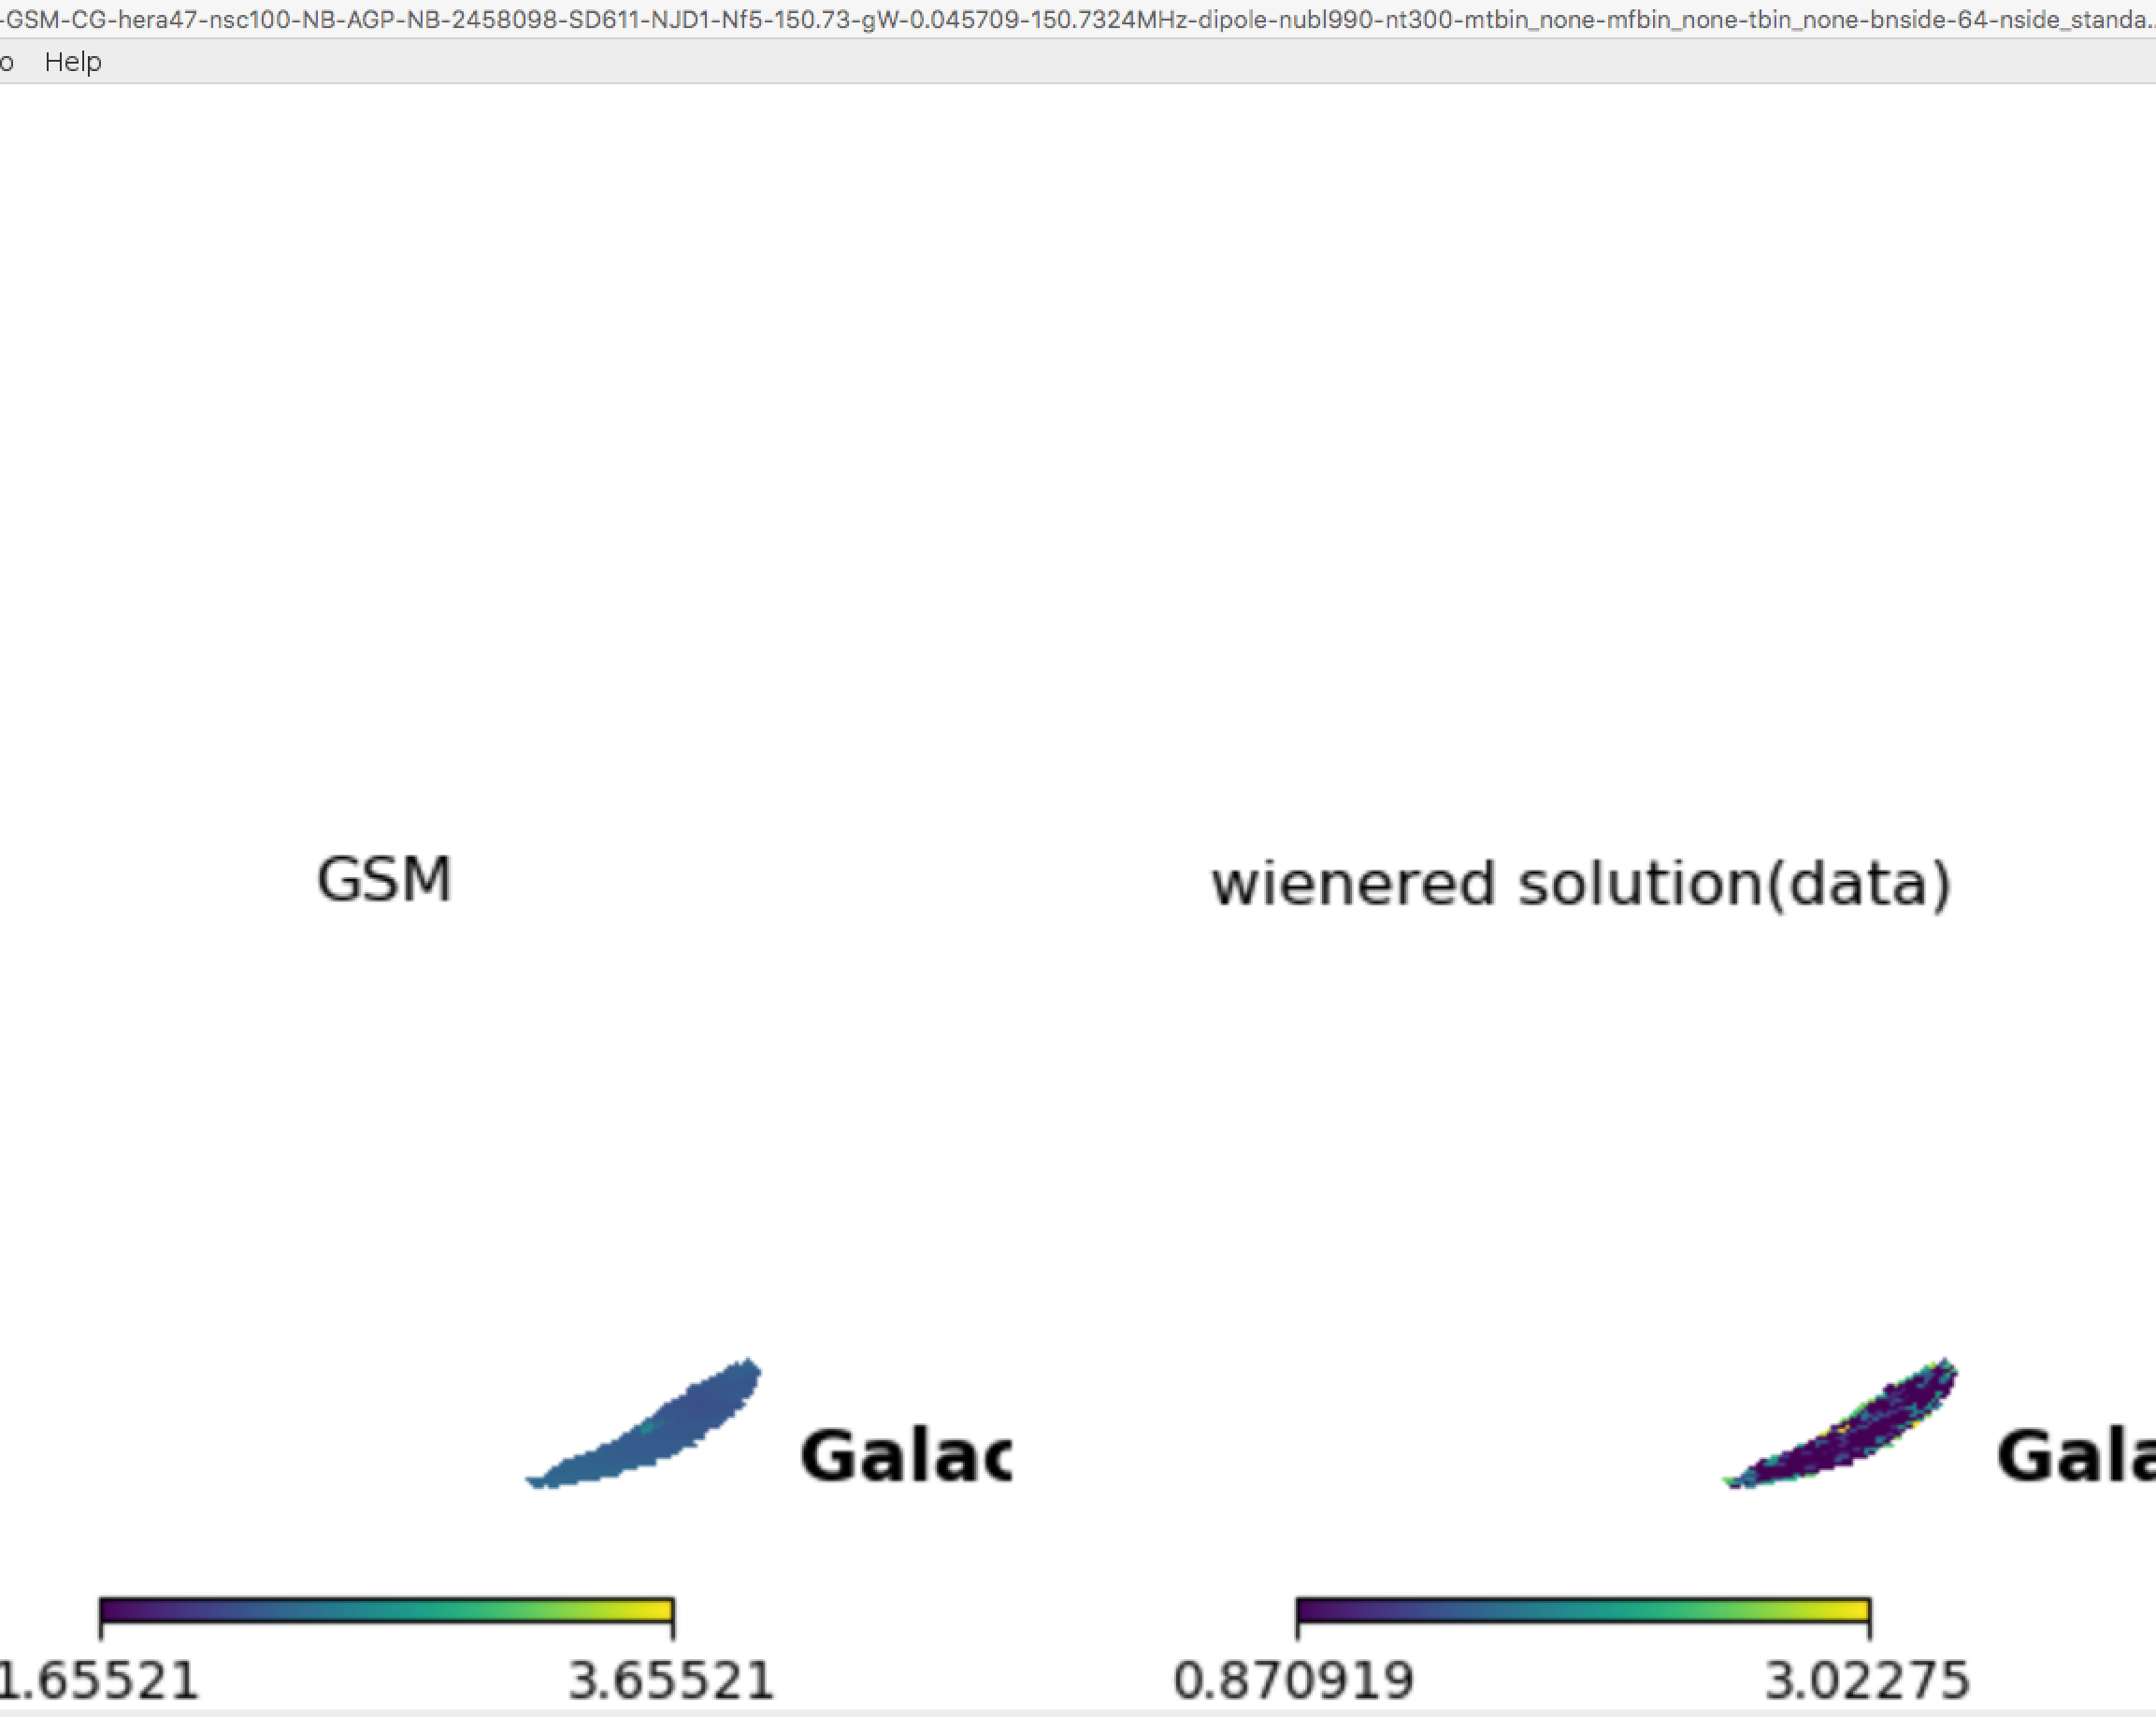 -GSM-CG-hera47-nsc100-NB-AGP-NB-2458098-SD611-NJD1-Nf5-150.73-gW-0.045709-150.7324MHz-dipole-nubl990-nt300-mtbin_none-mfbin_none-tbin_none-bnside-64-nside_standa..
o Help
GSM wienered solution(data)
Galac Gala
1.65521 3.65521 0.870919 3.02275